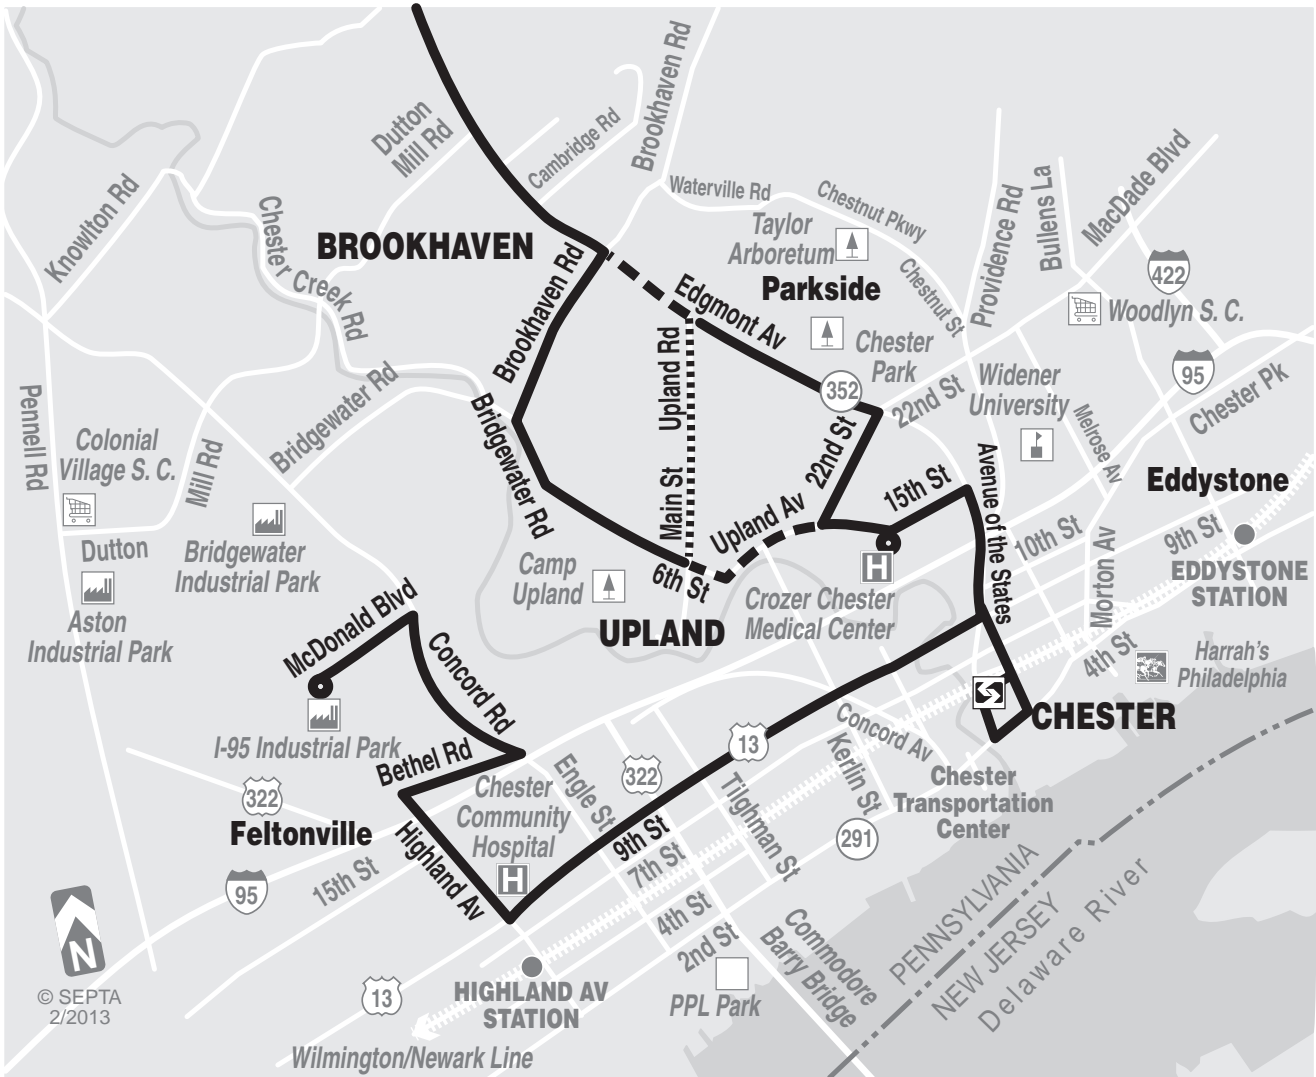 Dutton
Mill Rd
Cambridge Rd
Brookhaven Rd
Waterville Rd
Chestnut Pkwy
Taylor
Arboretum
Providence Rd
Bullens La
MacDade Blvd
Knowlton Rd
Chester Creek Rd
BROOKHAVEN
Brookhaven Rd
Edgmont Av
Parkside
Chestnut St
422
Woodlyn S. C.
Upland Rd
Chester
Park
352
22nd St
Widener
University
95
Chester Pk
Pennell Rd
Colonial
Village S. C.
Mill Rd
Bridgewater Rd
Bridgewater Rd
Main St
22nd St
15th St
Avenue of the States
Melrose Av
Eddystone
Dutton
Bridgewater
Industrial Park
Upland Av
10th St
Morton Av
9th St
EDDYSTONE
STATION
Aston
Industrial Park
Camp
Upland
6th St
H
Crozer Chester
Medical Center
UPLAND
4th St
Harrah's
Philadelphia
McDonald Blvd
Concord Rd
I-95 Industrial Park
CHESTER
Bethel Rd
322
Feltonville
Chester
Community
Hospital
H
Engle St
322
13
Concord Av
Kerlin St
Tilghman St
Chester
Transportation
Center
291
Highland Av
9th St
7th St
4th St
2nd St
95
15th St
N
© SEPTA
2/2013
13
HIGHLAND AV
STATION
PPL Park
Commodore
Barry Bridge
PENNSYLVANIA
NEW JERSEY
Delaware River
Wilmington/Newark Line